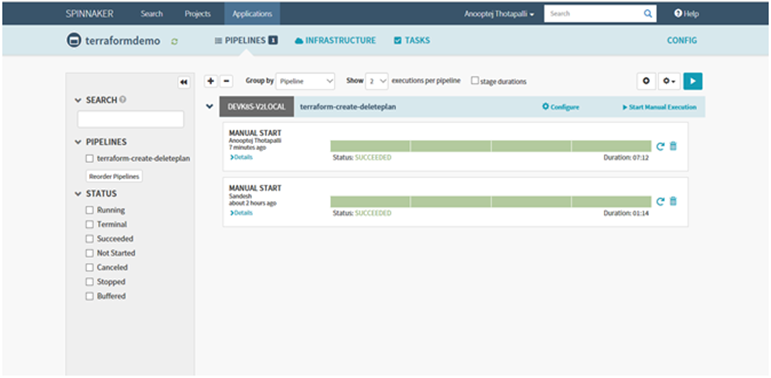 SPINNAKER Search Projects Applications Anooptej Thotapalli Search Help
terraformdemo PIPELINES 1 INFRASTRUCTURE TASKS CONFIG
Group by Pipeline Show 2 executions per pipeline stage durations
SEARCH
PIPELINES
terraform-create-deleteplan
Reorder Pipelines
STATUS
Running
Terminal
Succeeded
Not Started
Canceled
Stopped
Buffered
DEVK8S-V2LOCAL terraform-create-deleteplan Configure Start Manual Execution
MANUAL START
Anooptej Thotapalli
7 minutes ago
Details Status: SUCCEEDED Duration: 07:12
MANUAL START
Sandesh
about 2 hours ago
Details Status: SUCCEEDED Duration: 01:14